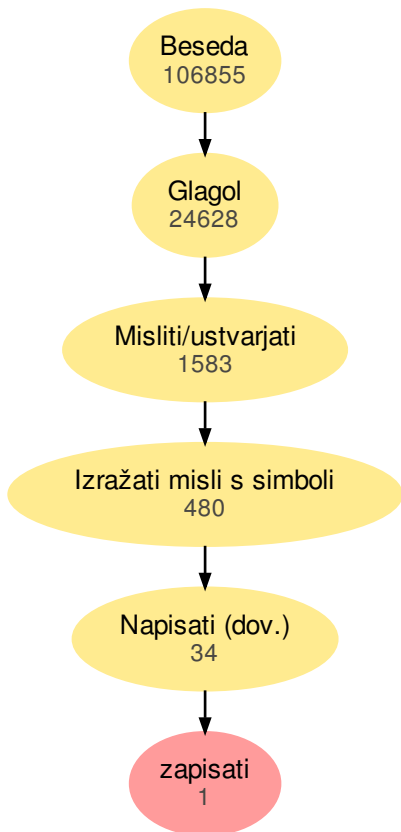 Beseda
106855
Glagol
24628
Misliti/ustvarjati
1583
Izražati misli s simboli
480
Napisati (dov.)
34
zapisati
1